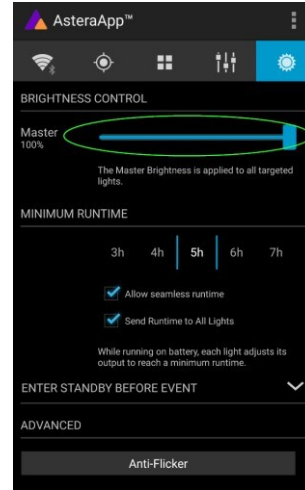 AsteraApp™
BRIGHTNESS CONTROL
Master
100%
The Master Brightness is applied to all targeted
lights.
MINIMUM RUNTIME
3h 4h 5h 6h 7h
Allow seamless runtime
Send Runtime to All Lights
While running on battery, each light adjusts its
output to reach a minimum runtime.
ENTER STANDBY BEFORE EVENT
ADVANCED
Anti-Flicker